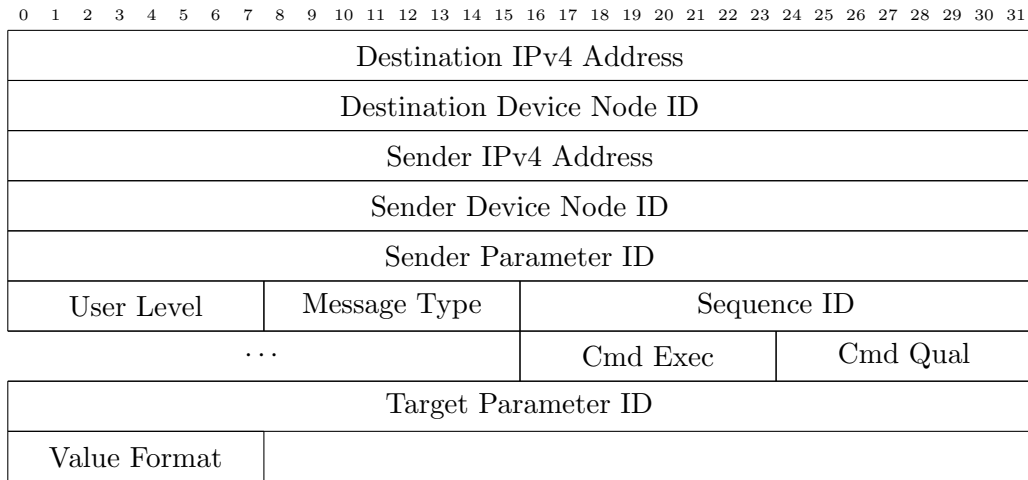 0 1 2 3 4 5 6 7 8 9 10 11 12 13 14 15 16 17 18 19 20 21 22 23 24 25 26 27 28 29 30 31
Destination IPv4 Address
Destination Device Node ID
Sender IPv4 Address
Sender Device Node ID
Sender Parameter ID
User Level Message Type Sequence ID
... Cmd Exec Cmd Qual
Target Parameter ID
Value Format